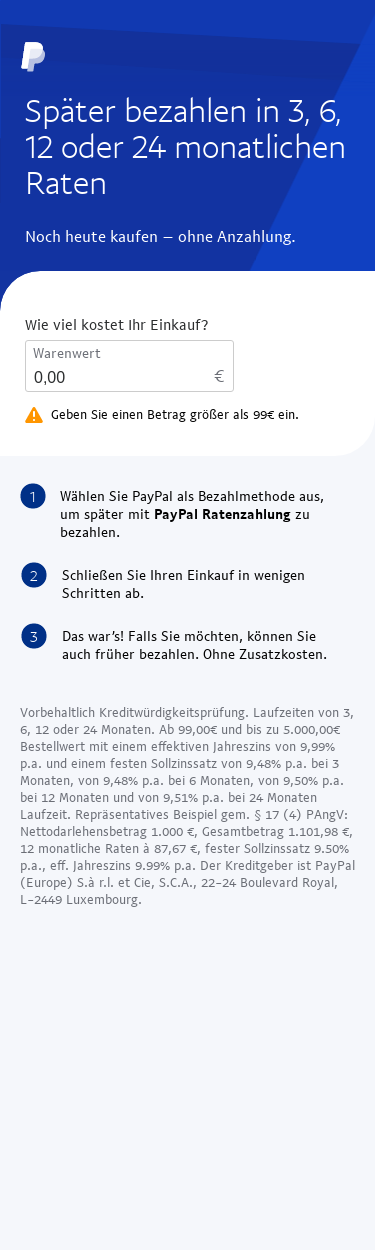 Später bezahlen in 3, 6,
12 oder 24 monatlichen
Raten
Noch heute kaufen – ohne Anzahlung.
Wie viel kostet Ihr Einkauf?
Warenwert
0,00 €
Geben Sie einen Betrag größer als 99€ ein.
1 Wählen Sie PayPal als Bezahlmethode aus,
um später mit PayPal Ratenzahlung zu
bezahlen.
2 Schließen Sie Ihren Einkauf in wenigen
Schritten ab.
3 Das war's! Falls Sie möchten, können Sie
auch früher bezahlen. Ohne Zusatzkosten.
Vorbehaltlich Kreditwürdigkeitsprüfung. Laufzeiten von 3,
6, 12 oder 24 Monaten. Ab 99,00€ und bis zu 5.000,00€
Bestellwert mit einem effektiven Jahreszins von 9,99%
p.a. und einem festen Sollzinssatz von 9,48% p.a. bei 3
Monaten, von 9,48% p.a. bei 6 Monaten, von 9,50% p.a.
bei 12 Monaten und von 9,51% p.a. bei 24 Monaten
Laufzeit. Repräsentatives Beispiel gem. § 17 (4) PAngV:
Nettodarlehensbetrag 1.000 €, Gesamtbetrag 1.101,98 €,
12 monatliche Raten à 87,67 €, fester Sollzinssatz 9.50%
p.a., eff. Jahreszins 9.99% p.a. Der Kreditgeber ist PayPal
(Europe) S.à r.l. et Cie, S.C.A., 22-24 Boulevard Royal,
L-2449 Luxembourg.